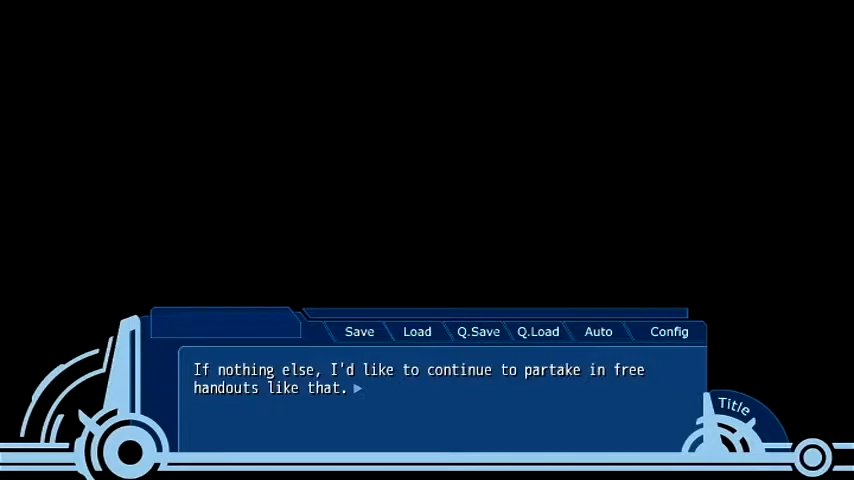 Save Load Q.Save Q.Load Auto Config
If nothing else, I'd like to continue to partake in free
handouts like that.
Title